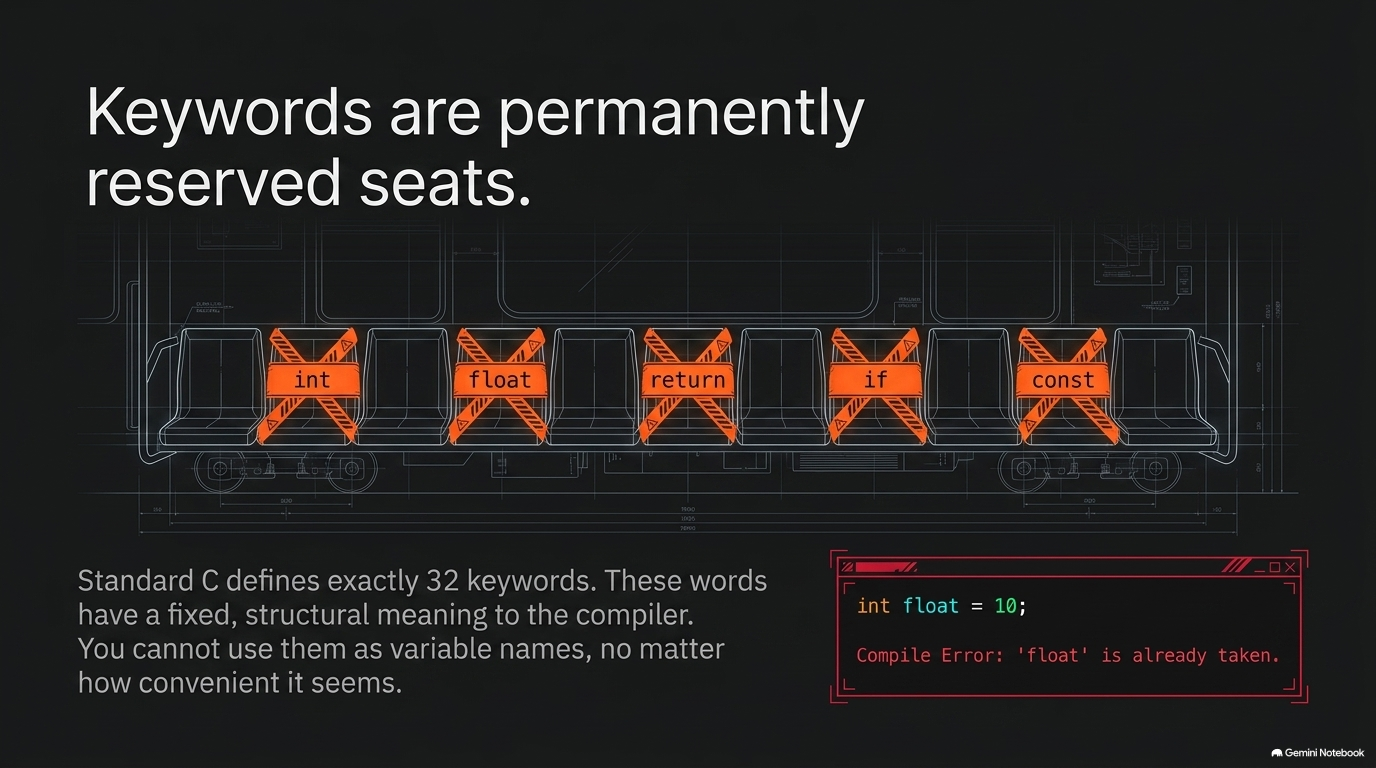 Keywords are permanently
reserved seats.
int
float
return
if
const
Standard C defines exactly 32 keywords. These words
have a fixed, structural meaning to the compiler.
You cannot use them as variable names, no matter
how convenient it seems.
int float = 10;
Compile Error: 'float' is already taken.
Gemini Notebook